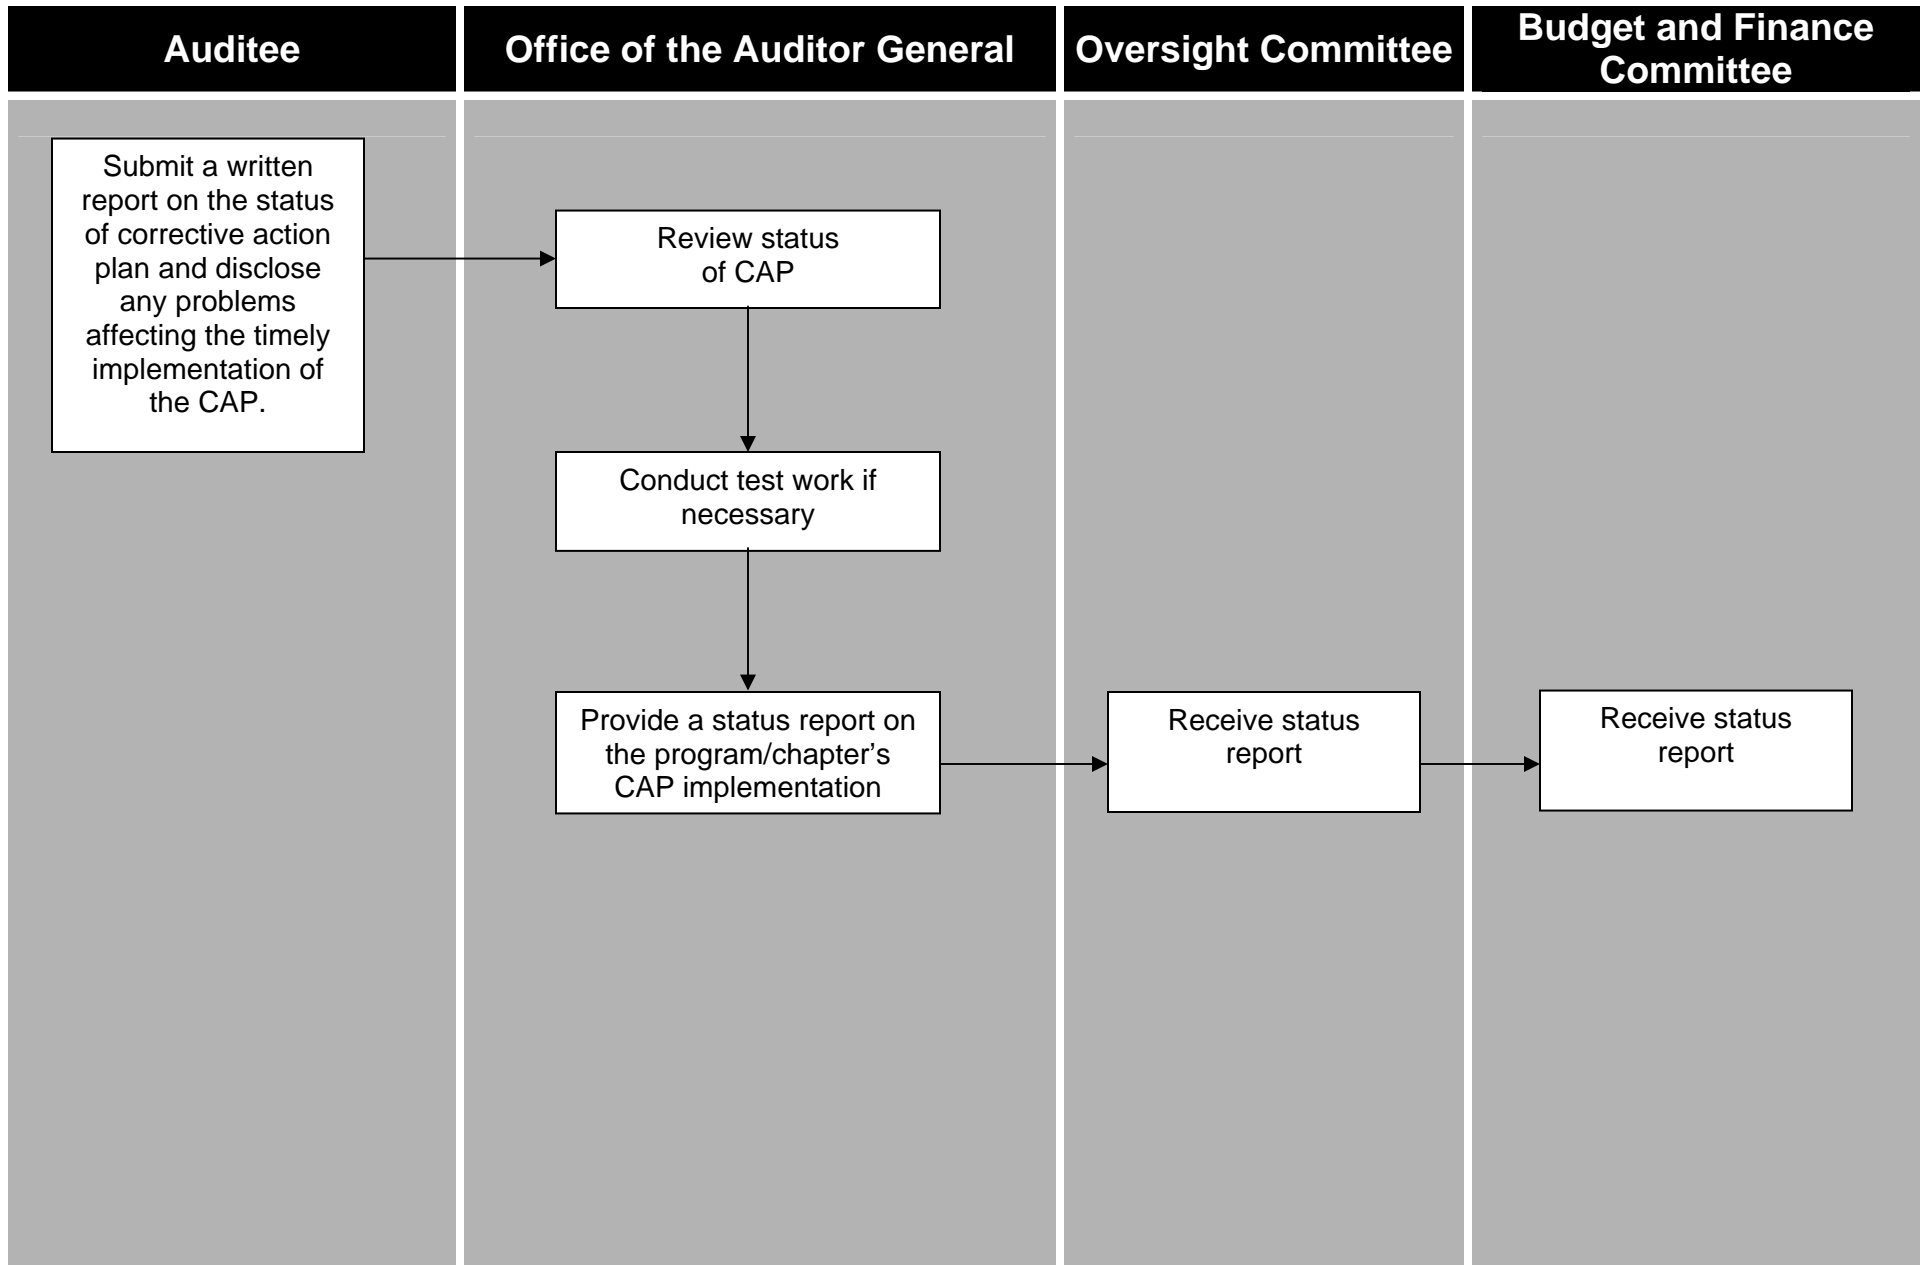 Auditee
Office of the Auditor General
Oversight Committee
Budget and Finance
Committee
Submit a written
report on the status
of corrective action
plan and disclose
any problems
affecting the timely
implementation of
the CAP.
Review status
of CAP
Conduct test work if
necessary
Provide a status report on
the program/chapter’s
CAP implementation
Receive status
report
Receive status
report